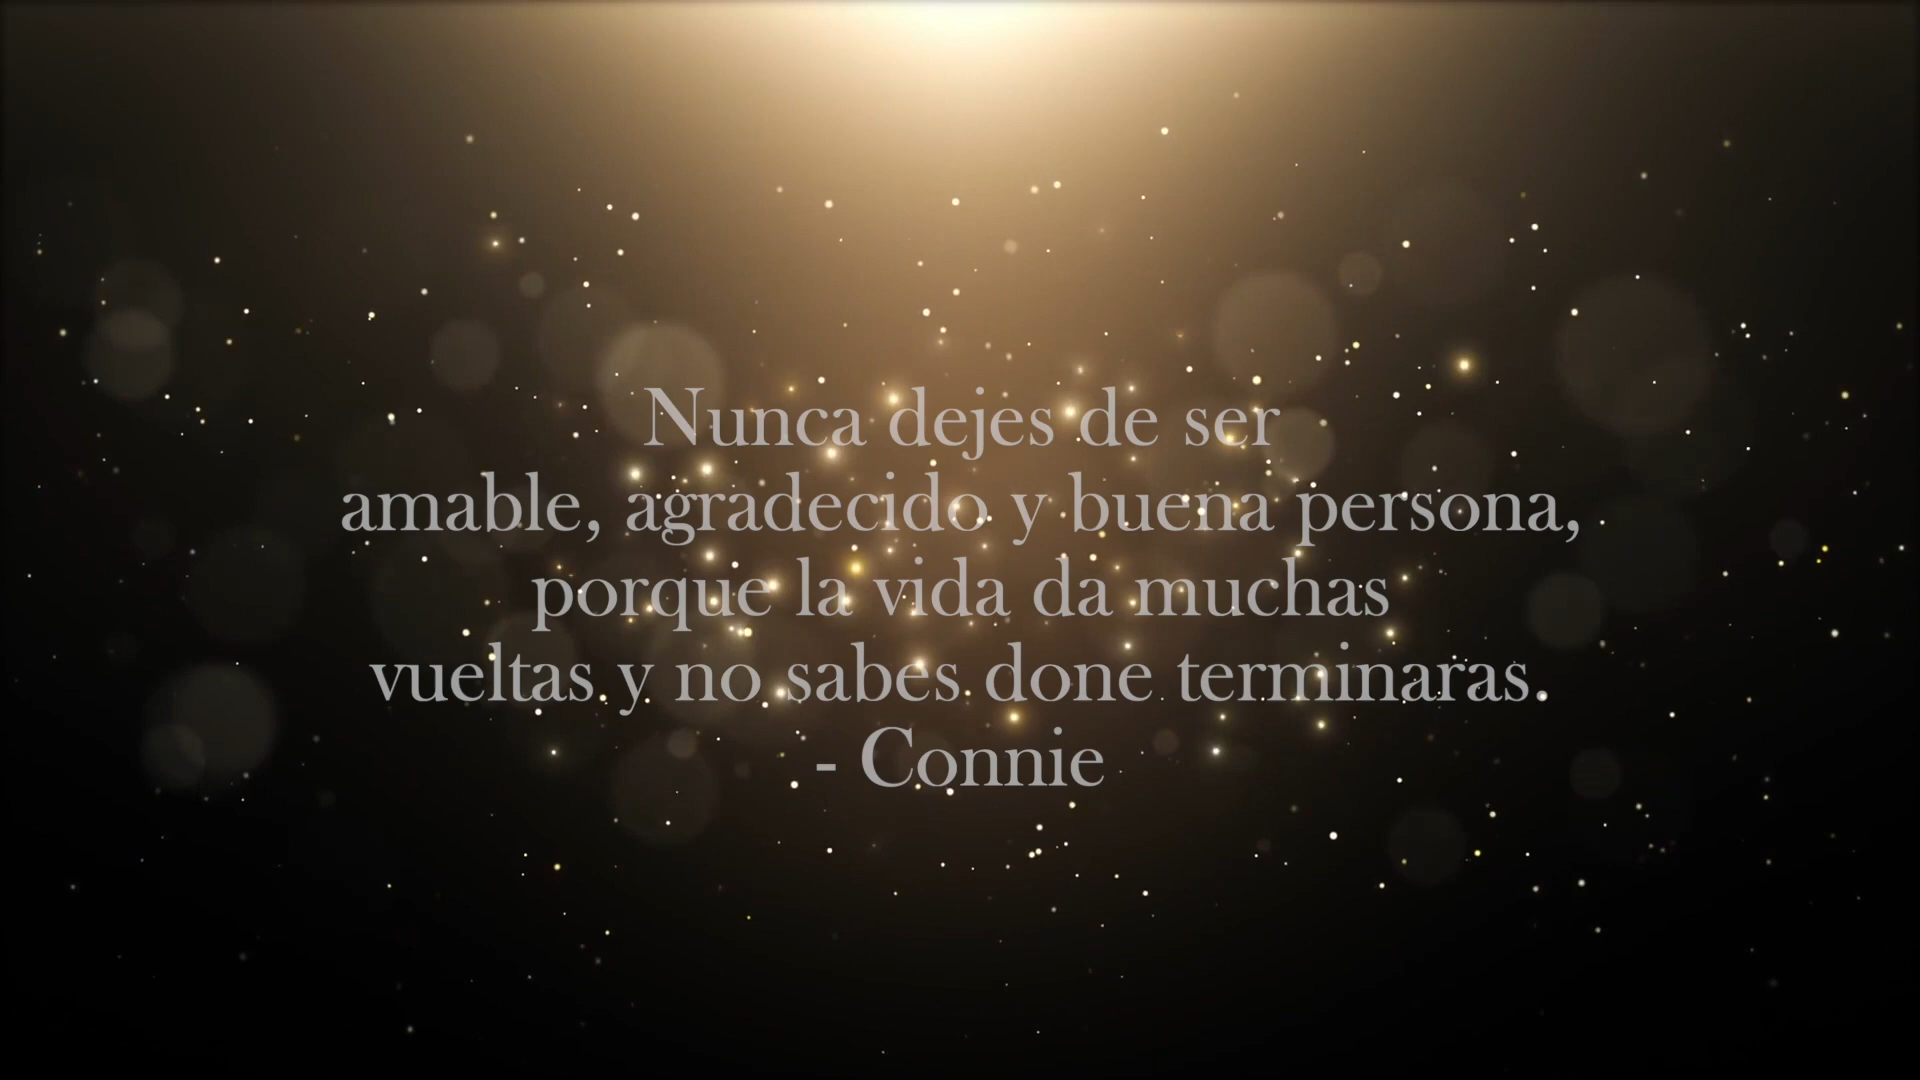 Nunca dejes de ser
amable, agradecido y buena persona,
porque la vida da muchas
vueltas y no sabes done terminaras.
- Connie